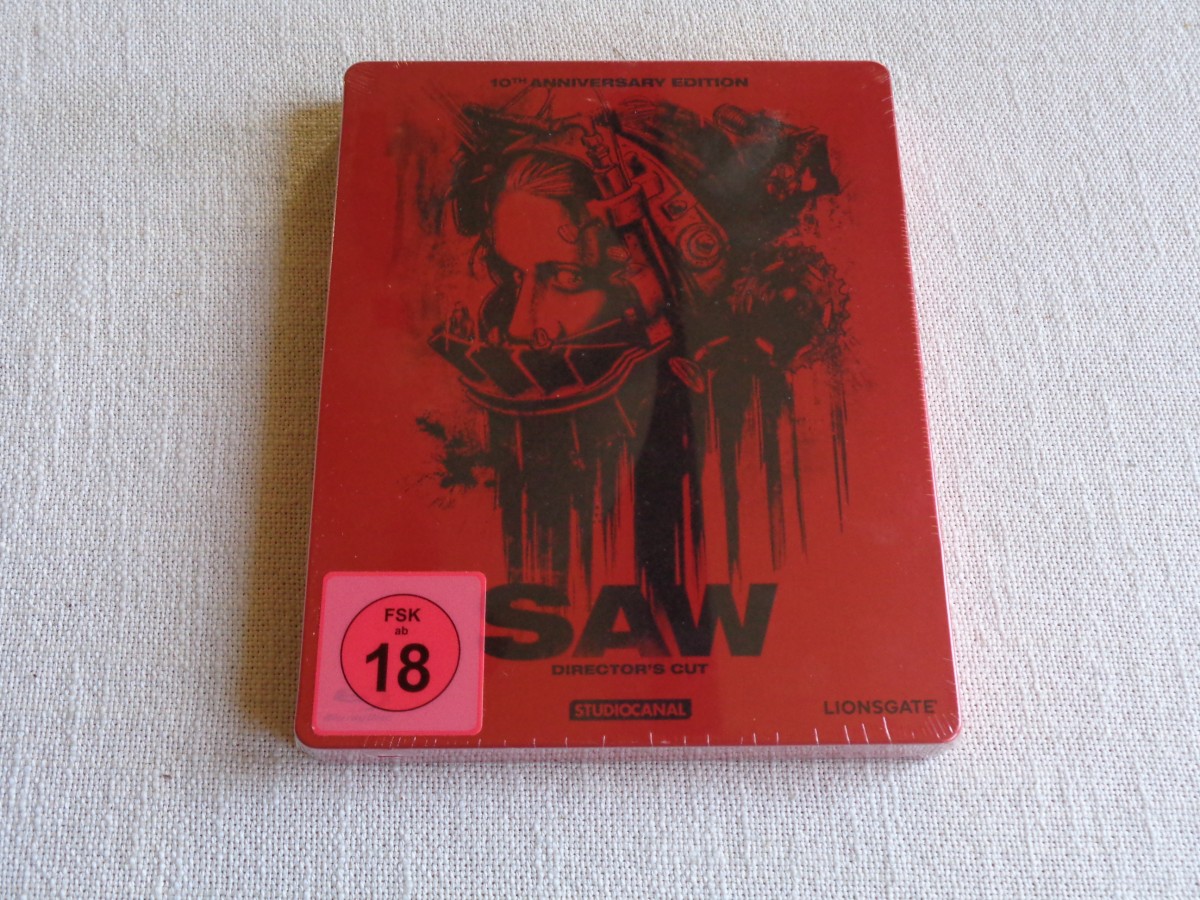 10TH ANNIVERSARY EDITION
SAW
DIRECTOR'S CUT
FSK
ab
18
STUDIOCANAL
LIONSGATE